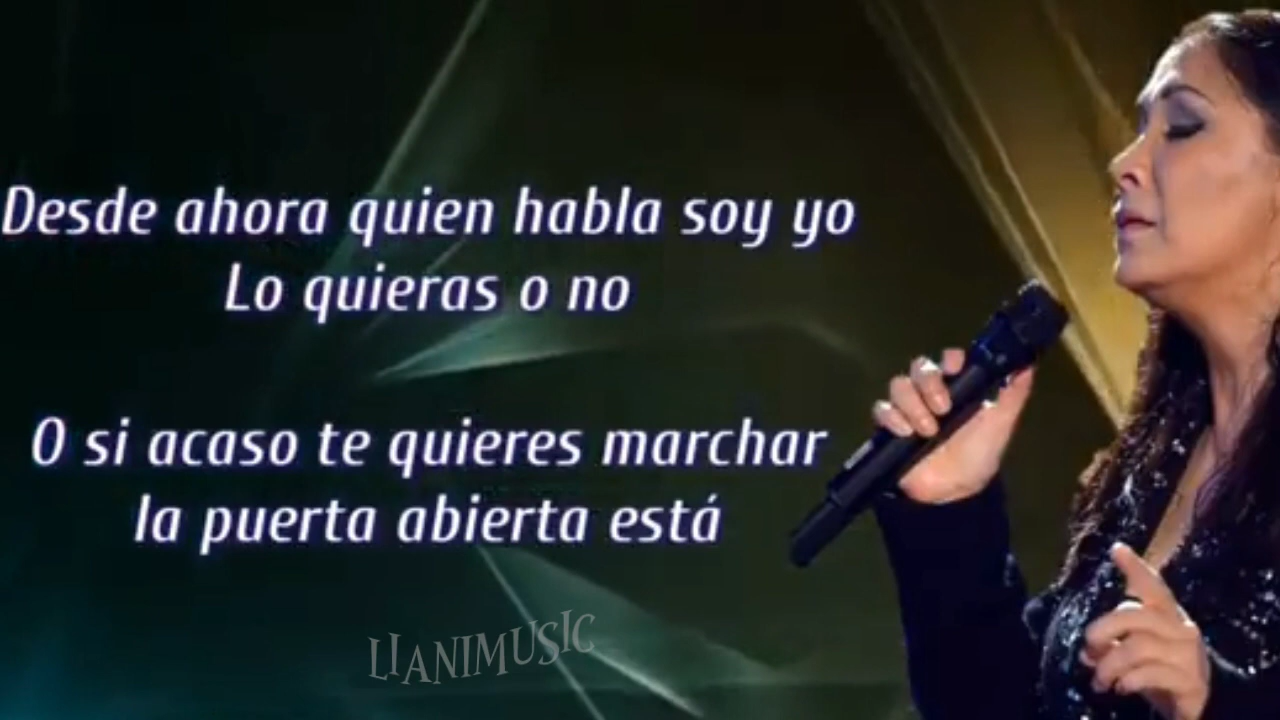 Desde ahora quien habla soy yo
Lo quieras o no
O si acaso te quieres marchar
la puerta abierta está
LIANIMUSIC